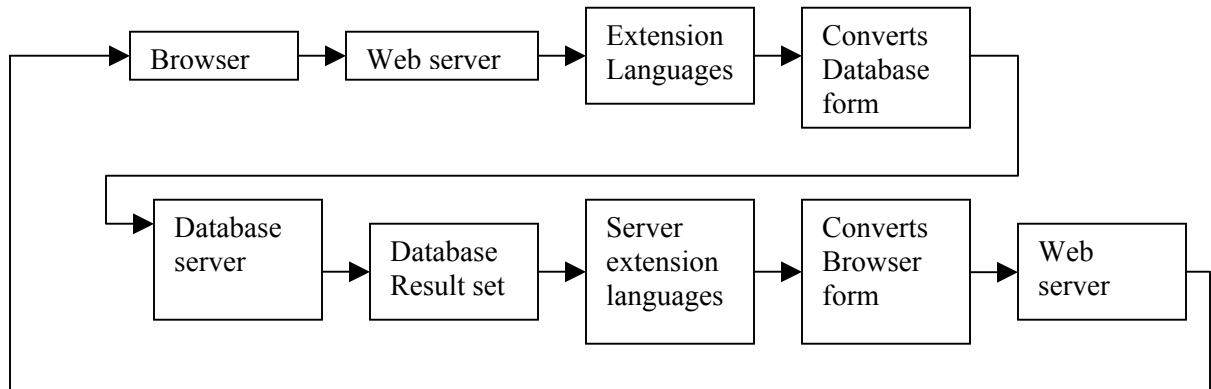 Browser
Web server
Extension
Languages
Converts
Database
form
Database
server
Database
Result set
Server
extension
languages
Converts
Browser
form
Web
server